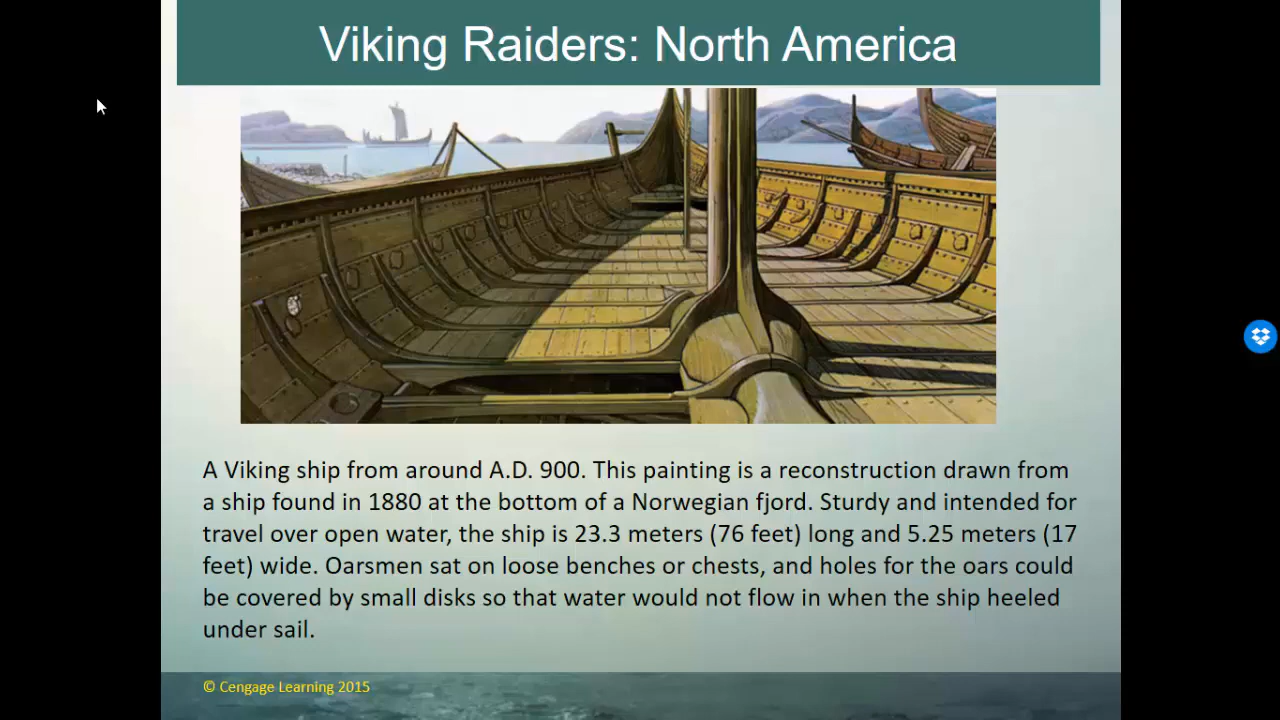 Viking Raiders: North America
A Viking ship from around A.D. 900. This painting is a reconstruction drawn from
a ship found in 1880 at the bottom of a Norwegian fjord. Sturdy and intended for
travel over open water, the ship is 23.3 meters (76 feet) long and 5.25 meters (17
feet) wide. Oarsmen sat on loose benches or chests, and holes for the oars could
be covered by small disks so that water would not flow in when the ship heeled
under sail.
© Cengage Learning 2015